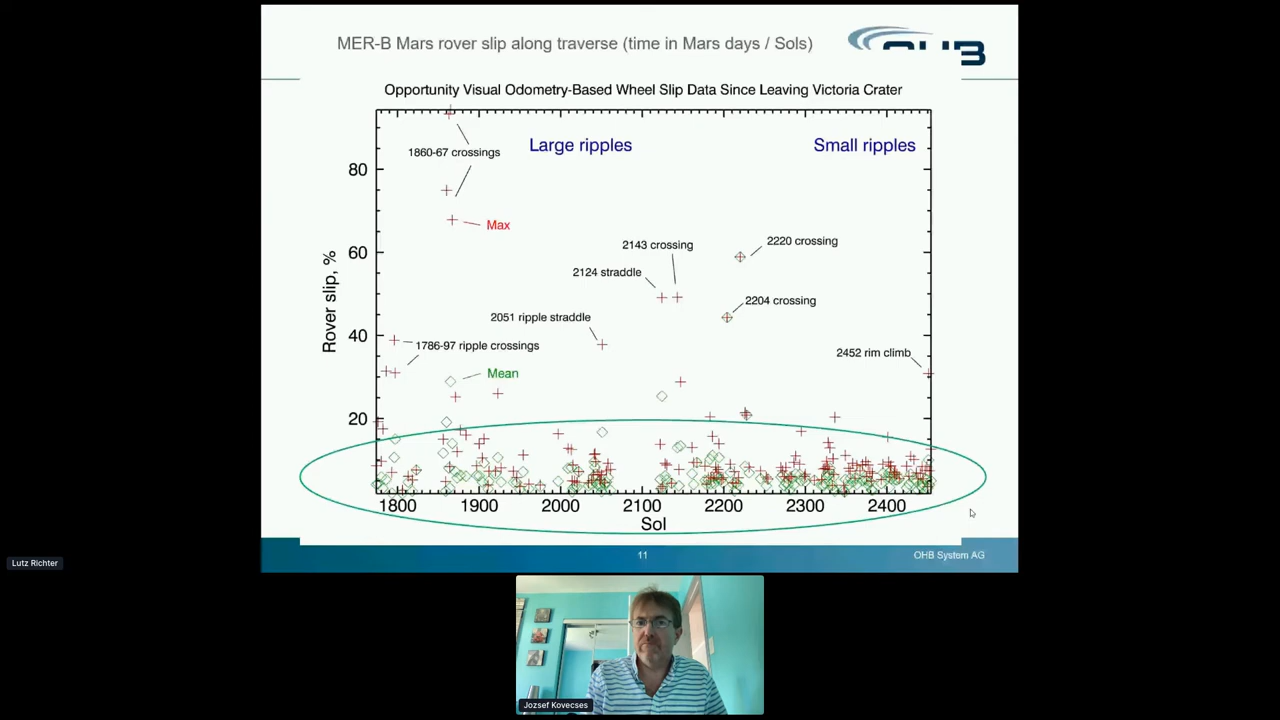 MER-B Mars rover slip along traverse (time in Mars days / Sols)
OHB
Opportunity Visual Odometry-Based Wheel Slip Data Since Leaving Victoria Crater
Large ripples
Small ripples
1860-67 crossings
80
Max
2143 crossing
2220 crossing
60
2124 straddle
2204 crossing
Rover slip, %
2051 ripple straddle
40
1786-97 ripple crossings
2452 rim climb
Mean
20
1800 1900 2000 2100 2200 2300 2400
Sol
11
OHB System AG
Lutz Richter
Jozsef Kovecses